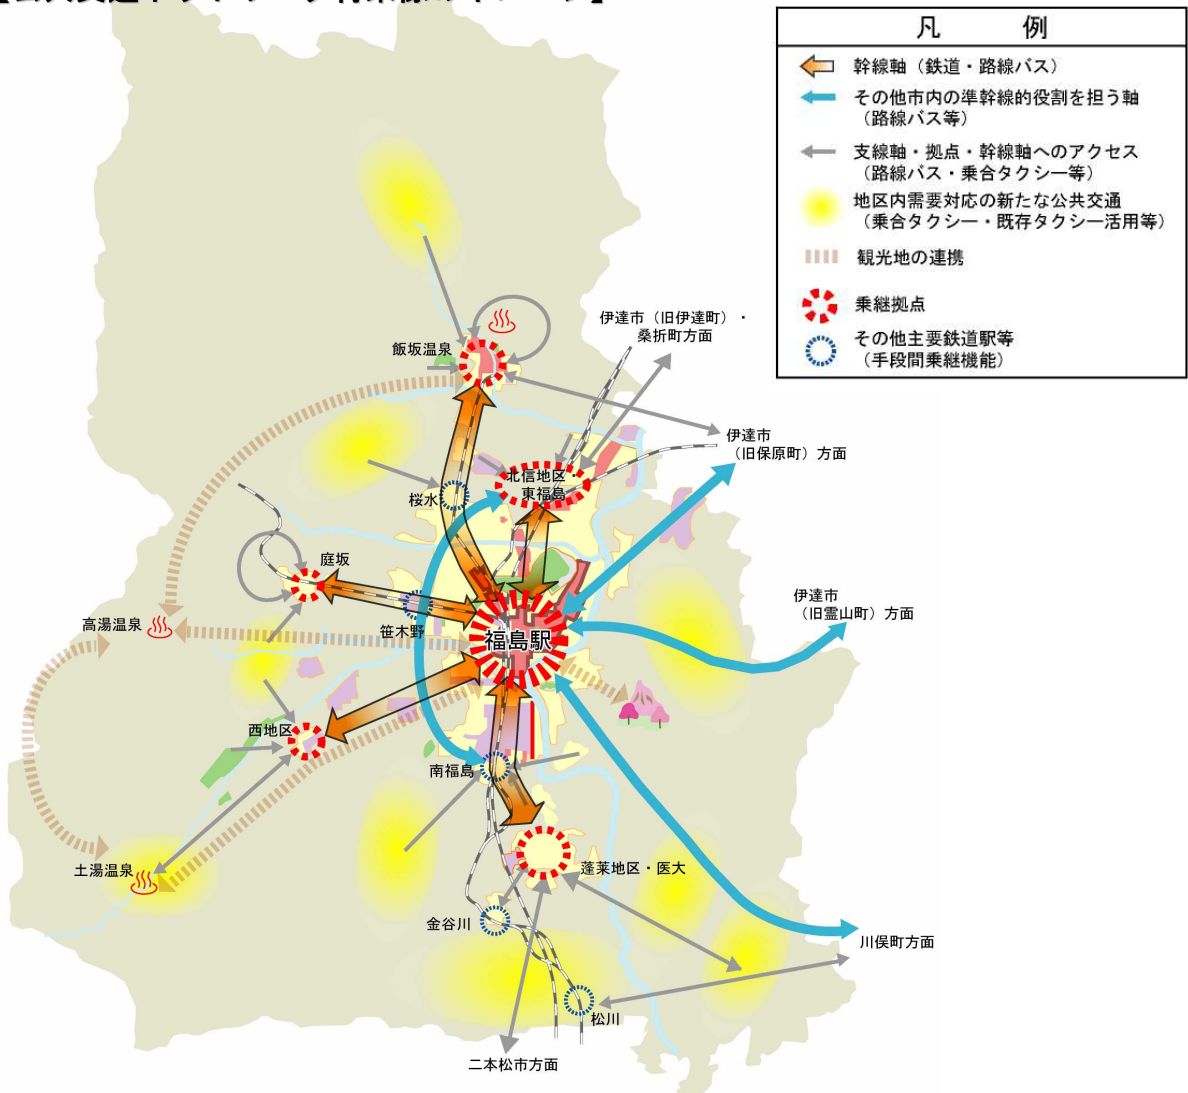 凡　例
幹線軸（鉄道・路線バス）
その他市内の準幹線的役割を担う軸
（路線バス等）
支線軸・拠点・幹線軸へのアクセス
（路線バス・乗合タクシー等）
地区内需要対応の新たな公共交通
（乗合タクシー・既存タクシー活用等）
観光地の連携
乗継拠点
その他主要鉄道駅等
（手段間乗継機能）
伊達市（旧伊達町）・
桑折町方面
飯坂温泉
伊達市
（旧保原町）方面
北信地区・
東福島
桜水
庭坂
伊達市
（旧霊山町）方面
高湯温泉
笹木野
福島駅
西地区
南福島
土湯温泉
蓬莱地区・医大
金谷川
川俣町方面
松川
二本松市方面